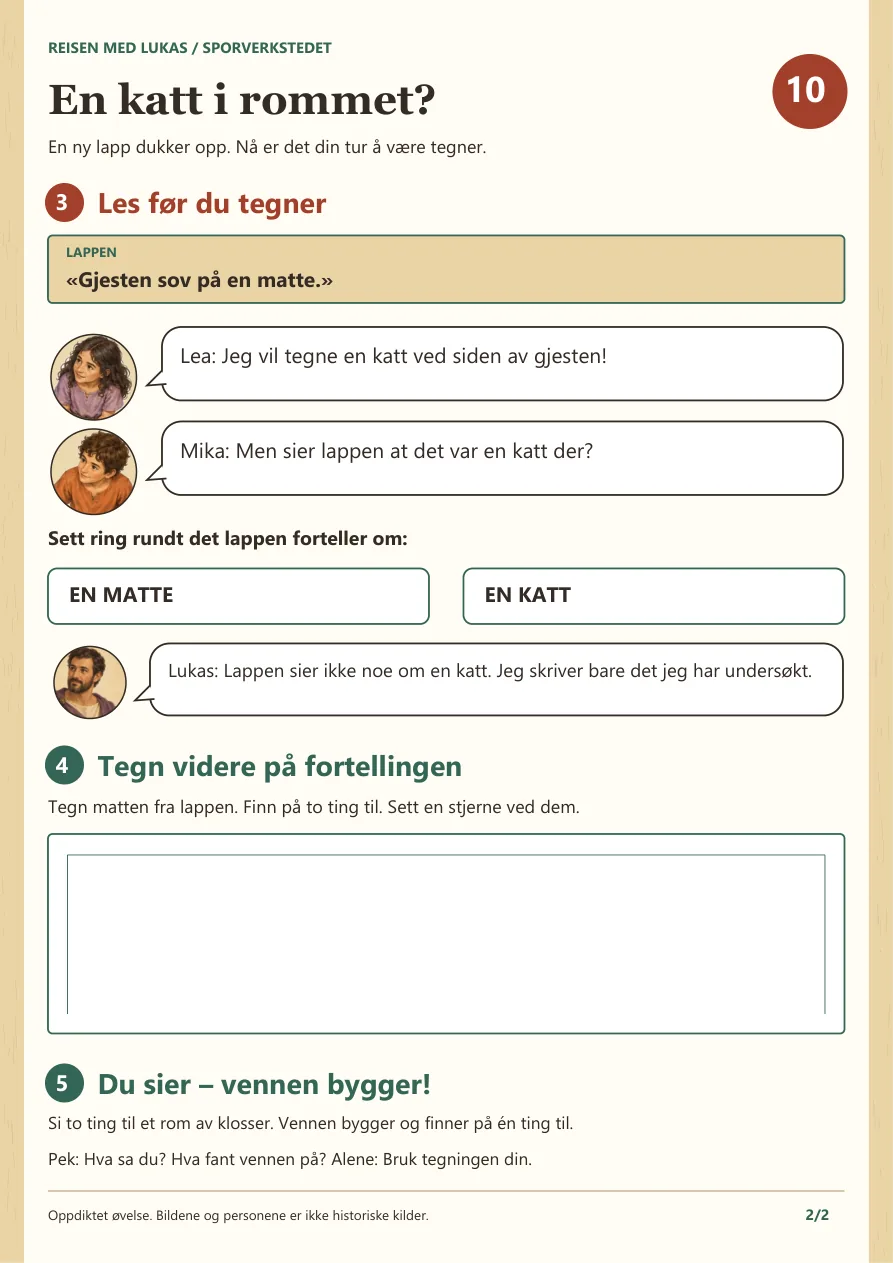 REISEN MED LUKAS / SPORVERKSTEDET
En katt i rommet?
10
En ny lapp dukker opp. Nå er det din tur å være tegner.
3 Les før du tegner
LAPPEN
«Gjesten sov på en matte.»
Lea: Jeg vil tegne en katt ved siden av gjesten!
Mika: Men sier lappen at det var en katt der?
Sett ring rundt det lappen forteller om:
EN MATTE
EN KATT
Lukas: Lappen sier ikke noe om en katt. Jeg skriver bare det jeg har undersøkt.
4 Tegn videre på fortellingen
Tegn matten fra lappen. Finn på to ting til. Sett en stjerne ved dem.
5 Du sier – vennen bygger!
Si to ting til et rom av klosser. Vennen bygger og finner på én ting til.
Pek: Hva sa du? Hva fant vennen på? Alene: Bruk tegningen din.
Oppdiktet øvelse. Bildene og personene er ikke historiske kilder.
2/2